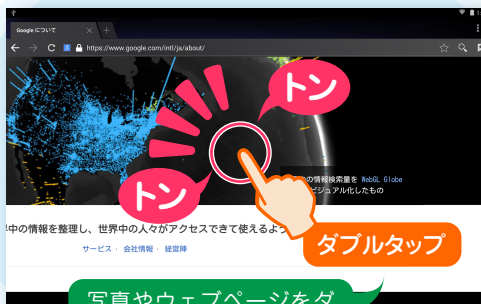 Google について
https://www.google.com/intl/ja/about/
トン
トン
の情報検索量を WebGL Globe
ビジュアル化したもの
中の情報を整理し、世界中の人々がアクセスできて使えるよう
サービス · 会社情報 · 経営陣
ダブルタップ
写真やウェブページをダ